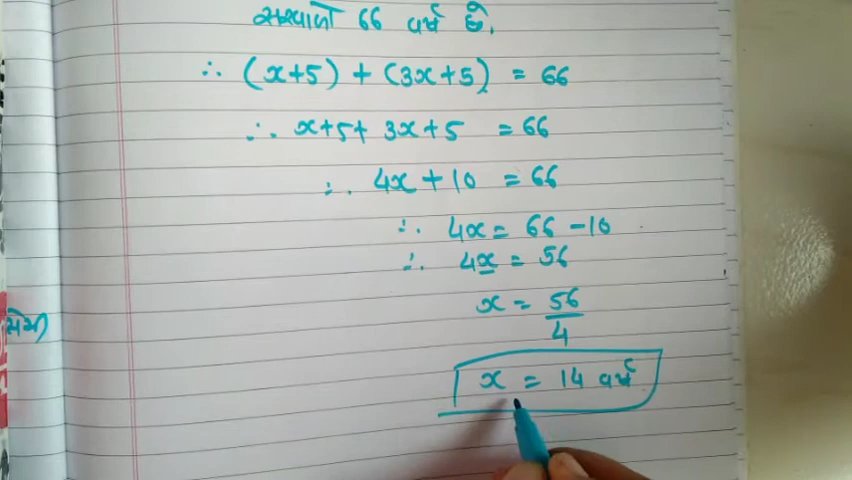 66 વર્ષ છે.
∴ (x+5) + (3x+5) = 66
∴ x+5+ 3x+5 = 66
∴ 4x + 10 = 66
∴ 4x = 66 - 10
∴ 4x = 56
x = 56/4
x = 14 વર્ષ